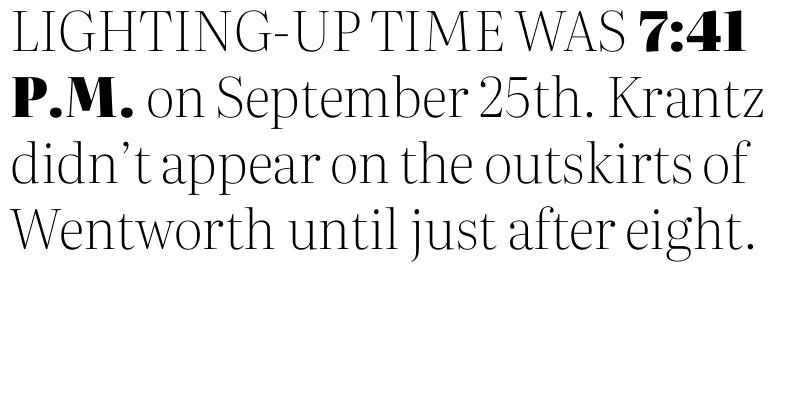 LIGHTING-UP TIME WAS 7:41
P.M. on September 25th. Krantz
didn’t appear on the outskirts of
Wentworth until just after eight.